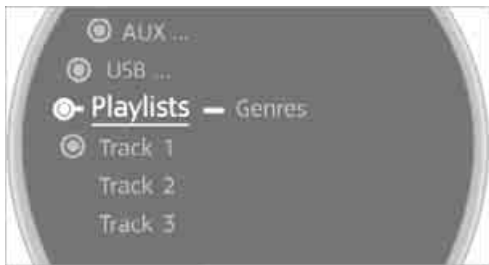 AUX ...
USB ...
Playlists – Genres
Track 1
Track 2
Track 3